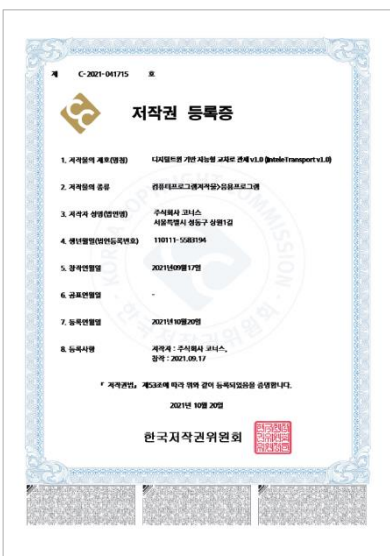 제 C-2021-041715 호
저작권 등록증
1. 저작물의 제호(명칭) 디지털트윈 기반 지능형 교차로 관제 v1.0 (InteleTransport v1.0)
2. 저작물의 종류 컴퓨터프로그램저작물>응용프로그램
3. 저작자 성명(법인명) 주식회사 코너스
서울특별시 성동구 상원1길
4. 생년월일(법인등록번호) 110111-5583194
5. 창작연월일 2021년09월17일
6. 공표연월일 -
7. 등록연월일 2021년10월20일
8. 등록사항 저작자 : 주식회사 코너스,
창작 : 2021.09.17
『 저작권법』 제53조에 따라 위와 같이 등록되었음을 증명합니다.
2021년 10월 20일
한국저작권위원회